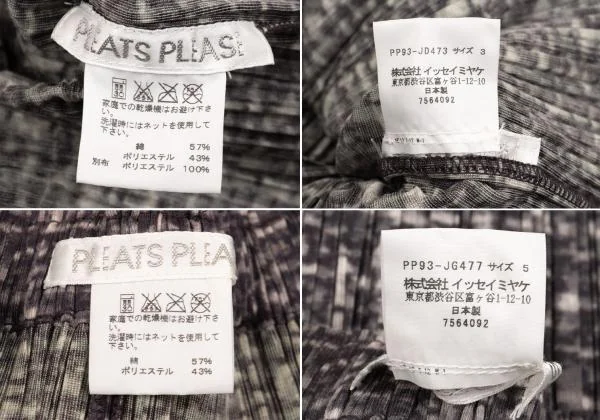 PLEATS PLEASE
家庭での乾燥機はお避け下さい。
洗濯時にはネットを使用して下さい。
綿 57%
ポリエステル 43%
別布 ポリエステル 100%
PP93-JD473 サイズ 3
株式会社 イッセイミヤケ
東京都渋谷区富ヶ谷1-12-10
日本製
7564092
PLEATS PLEA
家庭での乾燥機はお避け下さい。
洗濯時にはネットを使用して下さい。
綿 57%
ポリエステル 43%
PP93-JG477 サイズ 5
株式会社 イッセイミヤケ
東京都渋谷区富ヶ谷1-12-10
日本製
7564092